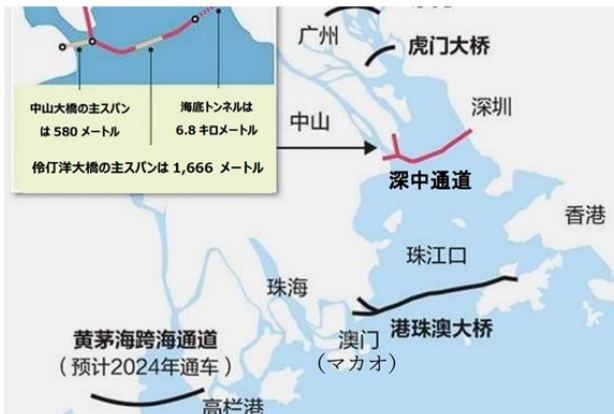 中山大橋の主スパン
は 580 メートル
海底トンネルは
6.8 キロメートル
伶仃洋大橋の主スパンは 1,666 メートル
广州
虎门大桥
中山
深圳
深中通道
香港
珠江口
珠海
港珠澳大桥
澳门
(マカオ)
黄茅海跨海通道
(预计2024年通车)
高栏港